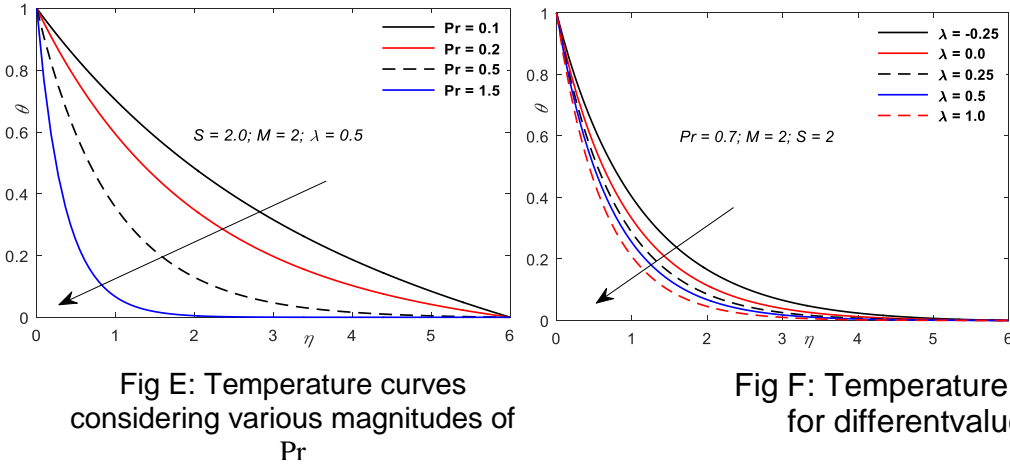 1
0.8
0.6
0.4
0.2
0
θ
0 1 2 3 4 5 6
η
Pr = 0.1
Pr = 0.2
Pr = 0.5
Pr = 1.5
S = 2.0; M = 2; λ = 0.5
Fig E: Temperature curves
considering various magnitudes of
Pr
1
0.8
0.6
0.4
0.2
0
θ
0 1 2 3 4 5 6
η
λ = -0.25
λ = 0.0
λ = 0.25
λ = 0.5
λ = 1.0
Pr = 0.7; M = 2; S = 2
Fig F: Temperature
for differentvalu